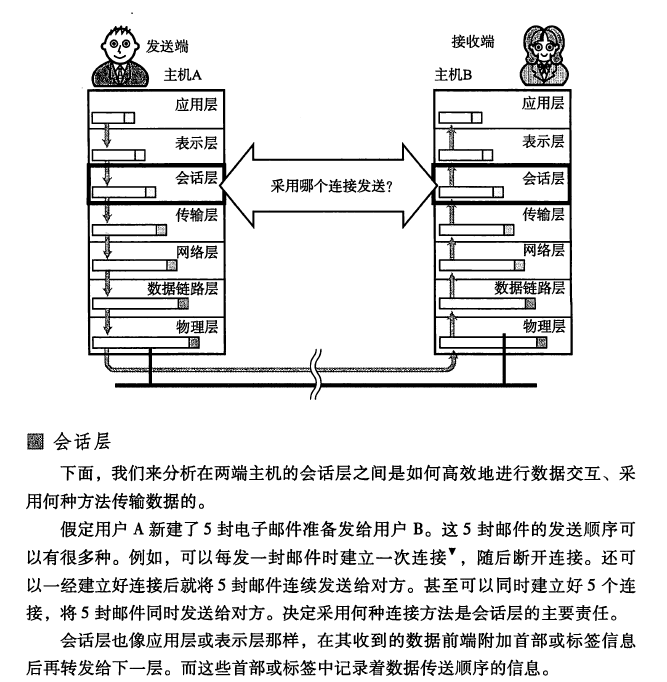 发送端
接收端
主机A
主机B
应用层
应用层
表示层
表示层
会话层
采用哪个连接发送？
会话层
传输层
传输层
网络层
网络层
数据链路层
数据链路层
物理层
物理层
会话层
下面，我们来分析在两端主机的会话层之间是如何高效地进行数据交互、采
用何种方法传输数据的。
假定用户 A 新建了 5 封电子邮件准备发给用户 B。这 5 封邮件的发送顺序可
以有很多种。例如，可以每发一封邮件时建立一次连接▼，随后断开连接。还可
以一经建立好连接后就将 5 封邮件连续发送给对方。甚至可以同时建立好 5 个连
接，将 5 封邮件同时发送给对方。决定采用何种连接方法是会话层的主要责任。
会话层也像应用层或表示层那样，在其收到的数据前端附加首部或标签信息
后再转发给下一层。而这些首部或标签中记录着数据传送顺序的信息。